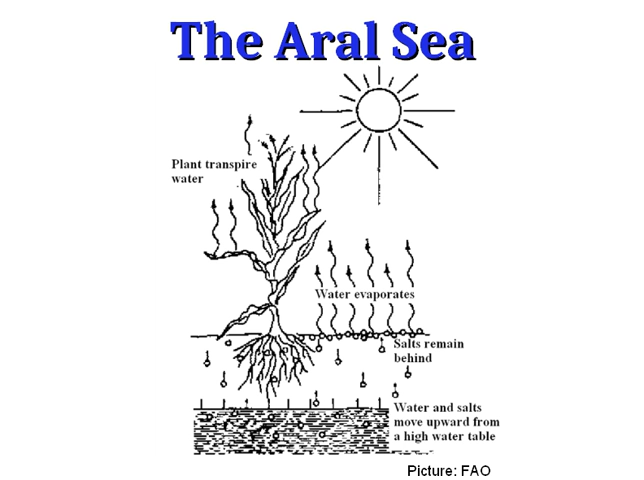 The Aral Sea
Plant transpire
water
Water evaporates
Salts remain
behind
Water and salts
move upward from
a high water table
Picture: FAO